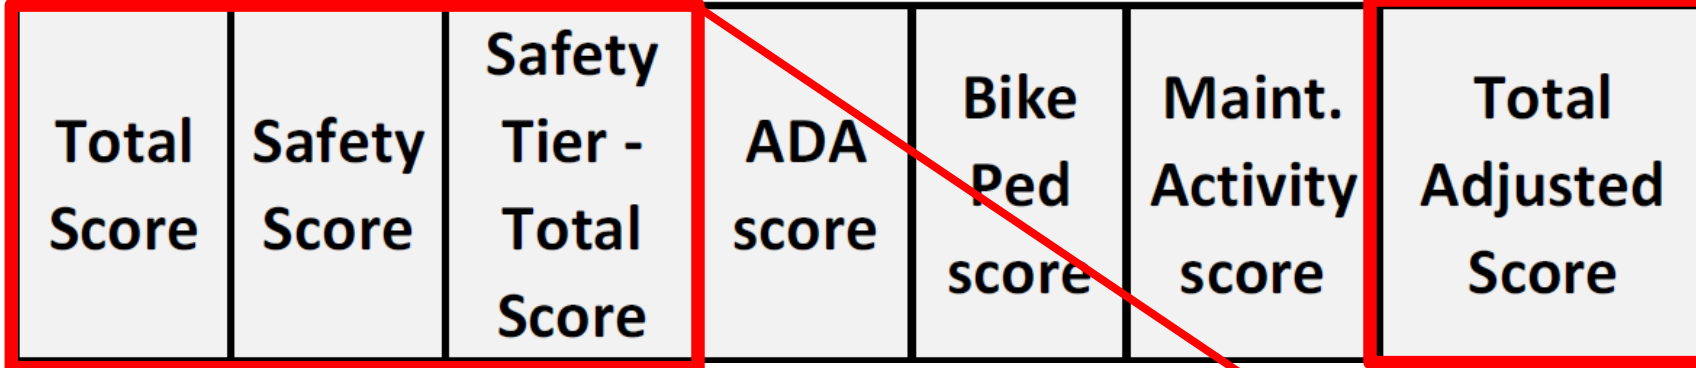 Total
Score
Safety
Score
Safety
Tier -
Total
Score
ADA
score
Bike
Ped
score
Maint.
Activity
score
Total
Adjusted
Score